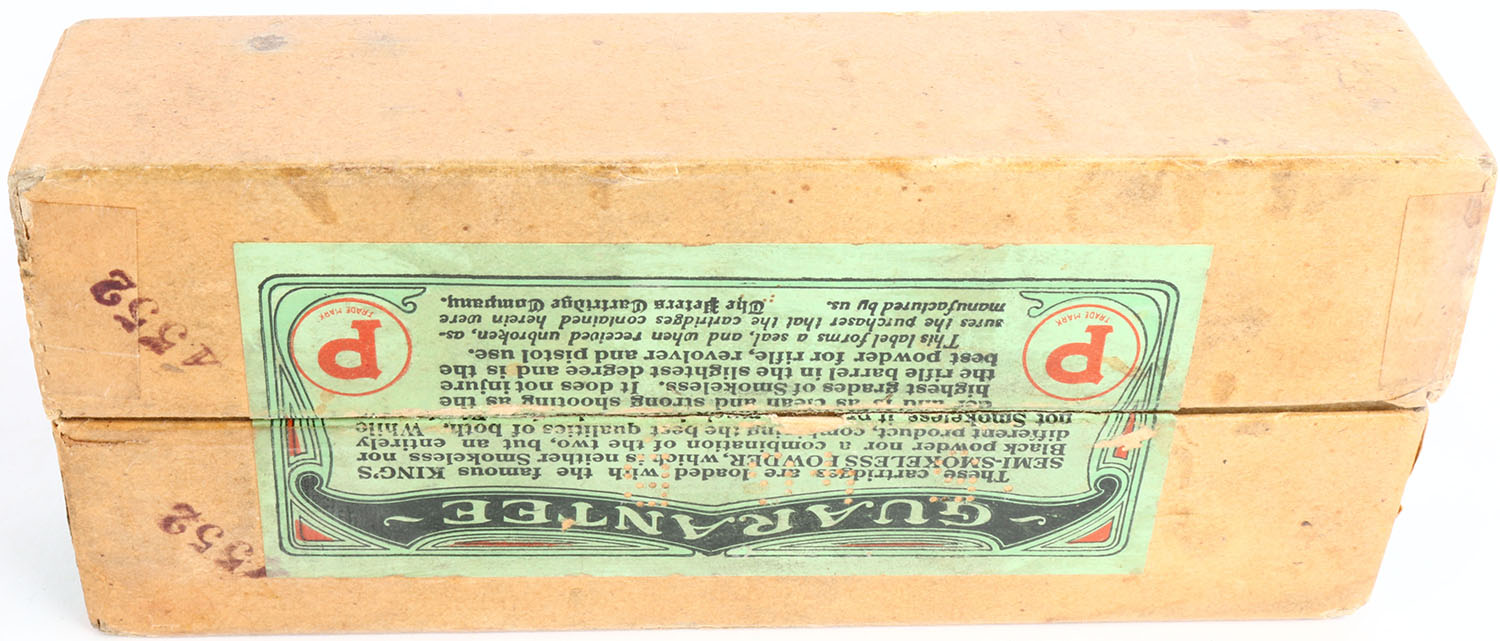 - GUARANTEE -
These cartridges are loaded with the famous KING'S
SEMI-SMOKELESS POWDER, which is neither Smokeless nor
Black powder nor a combination of the two, but an entirely
different product, combining the best qualities of both. While
not Smokeless it
as clean and strong shooting as the
highest grades of Smokeless. It does not injure
the rifle barrel in the slightest degree and is the
best powder for rifle, revolver and pistol use.
This label forms a seal, and when received unbroken, as-
sures the purchaser that the cartridges contained herein were
manufactured by us. The Peters Cartridge Company.
P
TRADE MARK
P
TRADE MARK
552